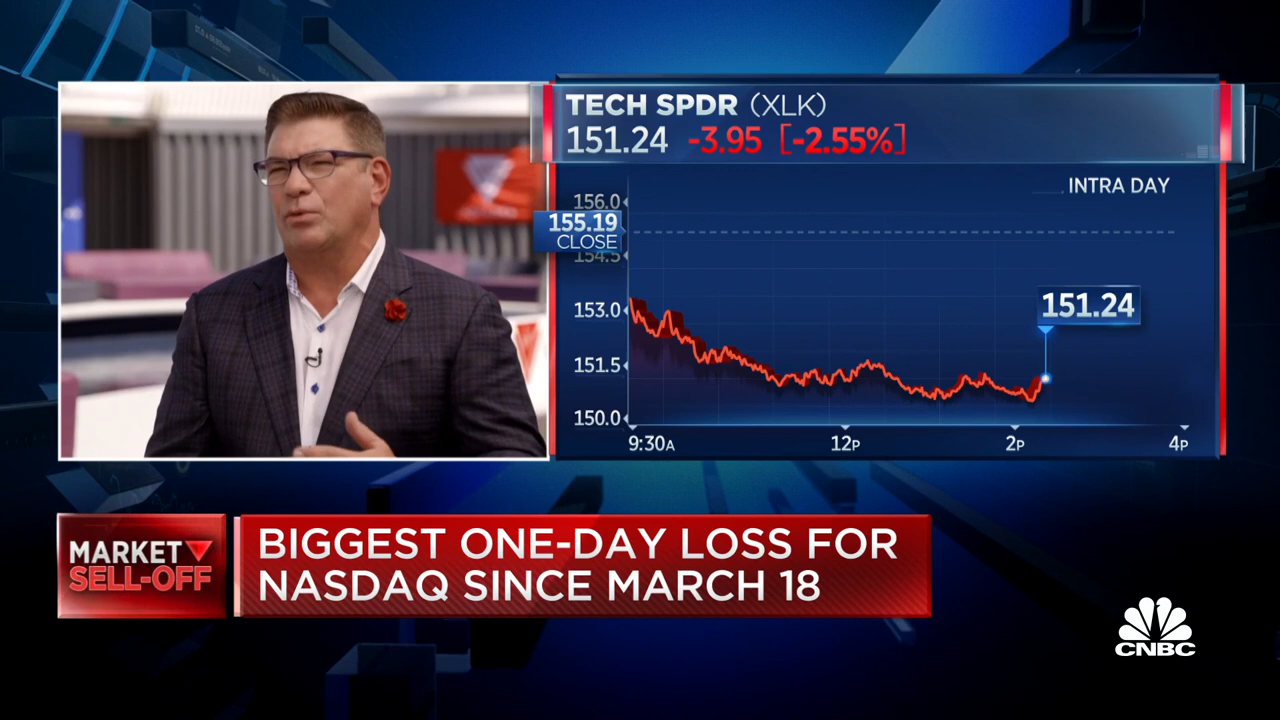 TECH SPDR (XLK)
151.24 -3.95 [-2.55%]
INTRA DAY
156.0
155.19
CLOSE
154.5
153.0
151.24
151.5
150.0
9:30A 12P 2P 4P
MARKET
SELL-OFF
BIGGEST ONE-DAY LOSS FOR
NASDAQ SINCE MARCH 18
CNBC